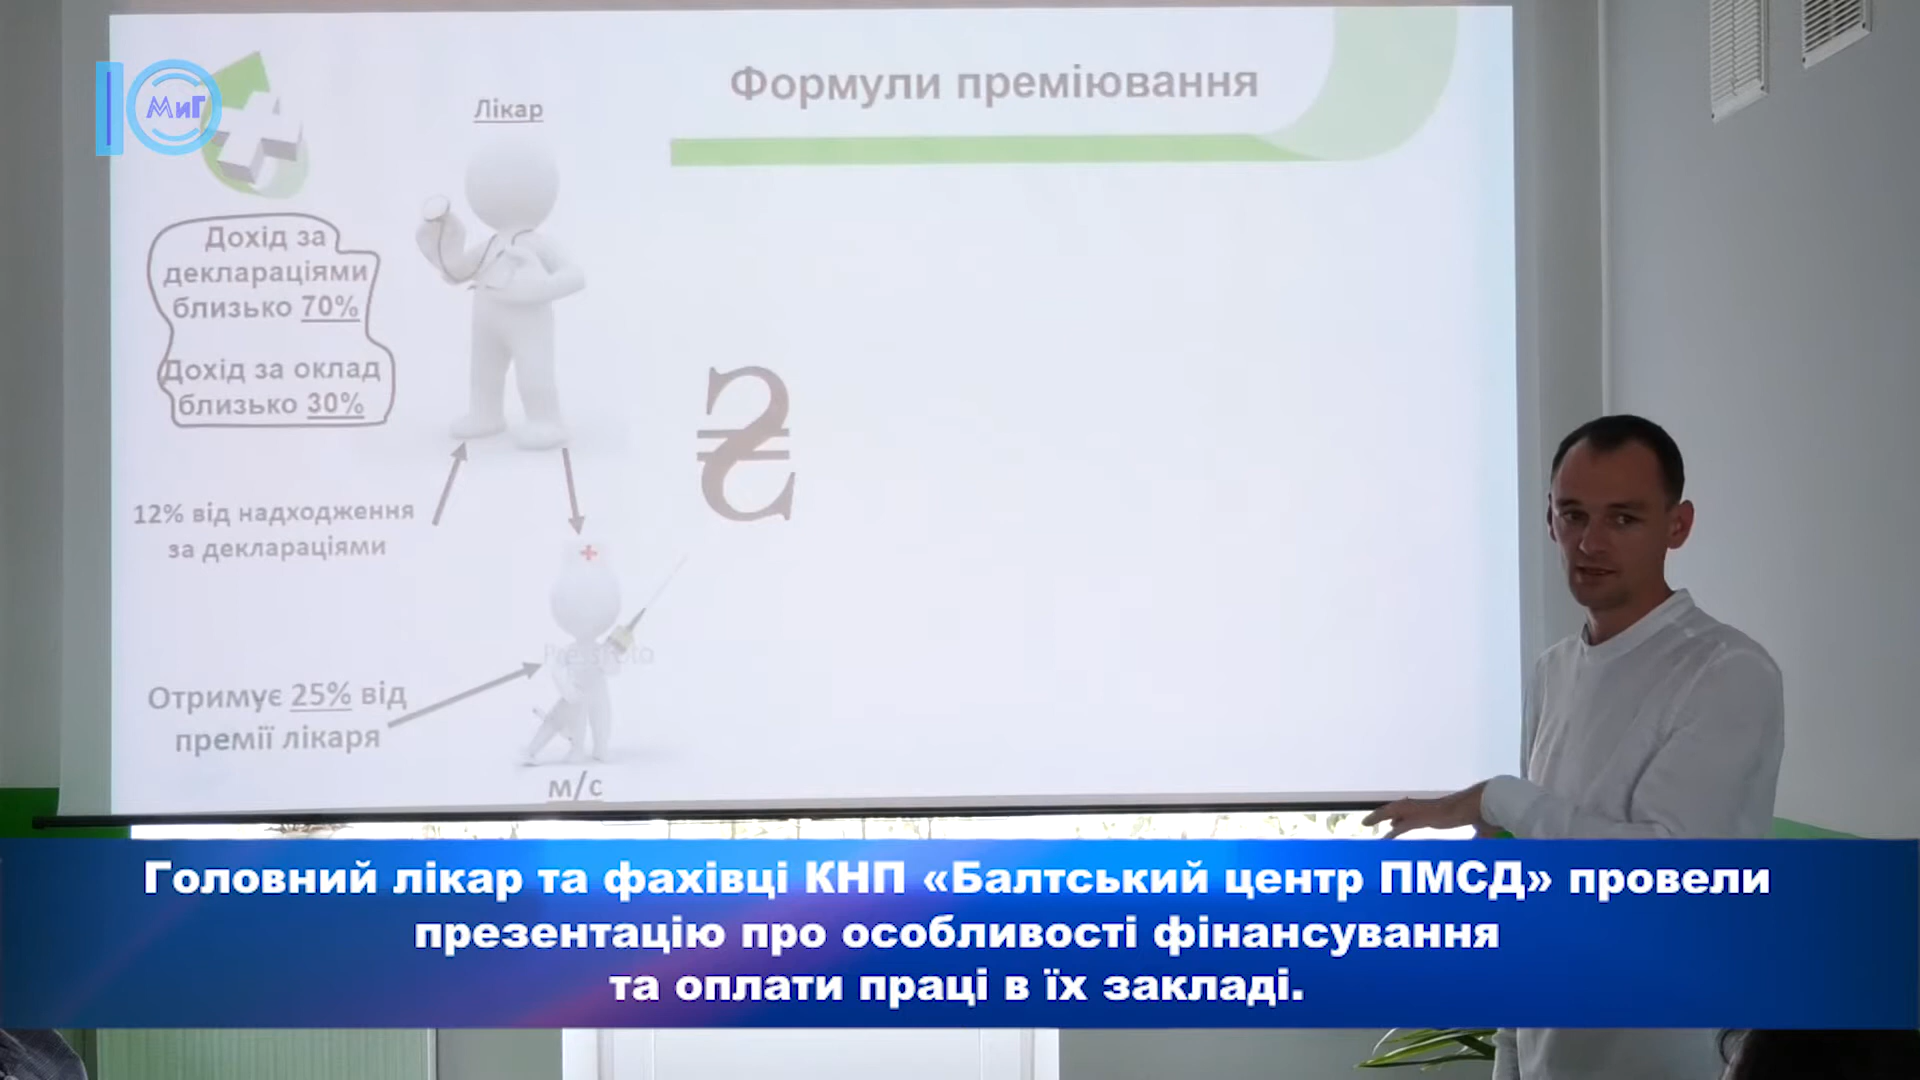 МиГ
Формули преміювання
Лікар
Дохід за
деклараціями
близько 70%
Дохід за оклад
близько 30%
₴
12% від надходження
за деклараціями
Отримує 25% від
премії лікаря
PressFoto
м/с
Головний лікар та фахівці КНП «Балтський центр ПМСД» провели
презентацію про особливості фінансування
та оплати праці в їх закладі.